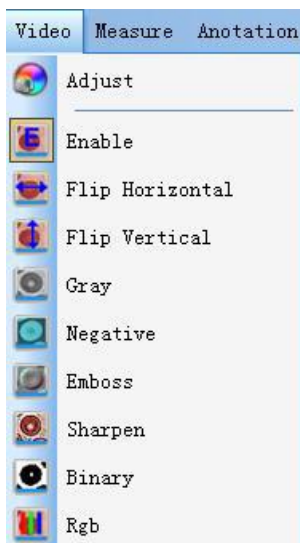 Video Measure Anotation
Adjust
E Enable
Flip Horizontal
Flip Vertical
Gray
Negative
Emboss
Sharpen
Binary
Rgb